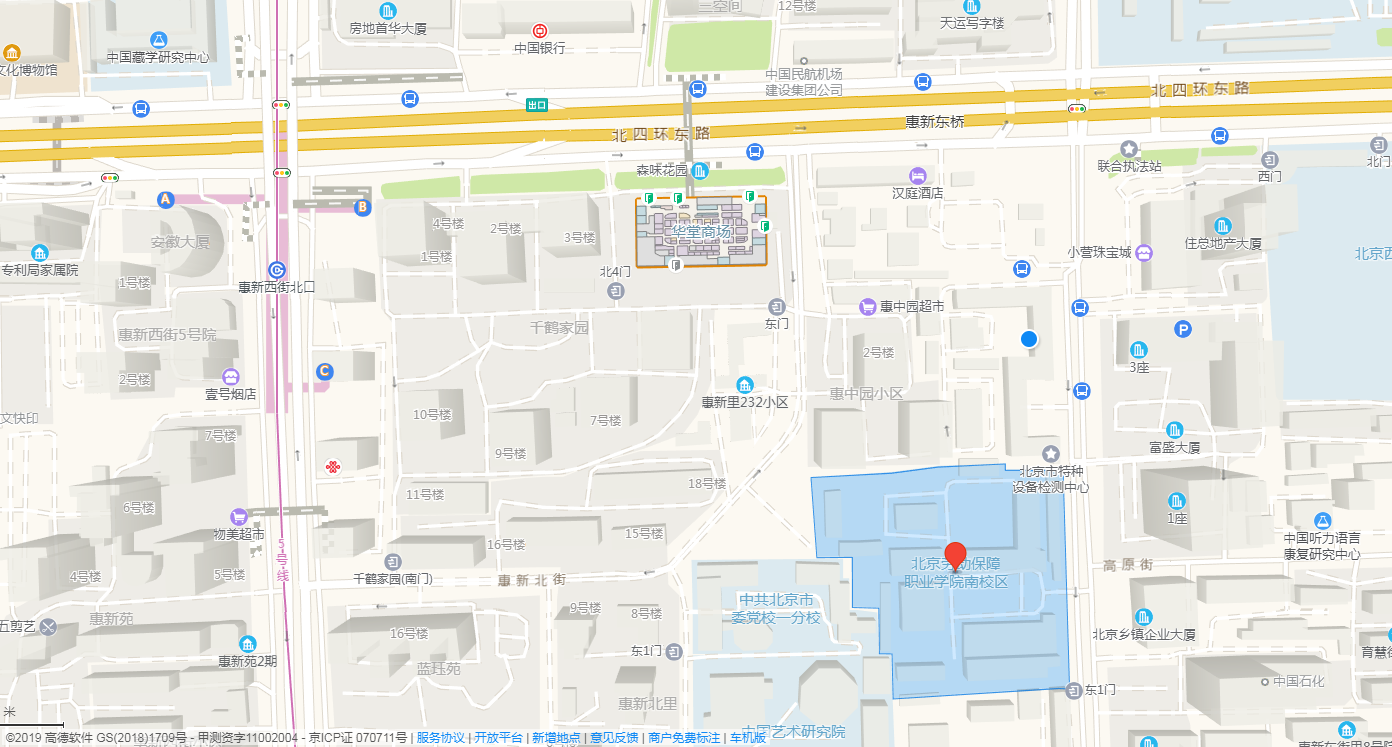 三空间
12号楼
房地首华大厦
天运写字楼
中国银行
中国藏学研究中心
文化博物馆
中国民航机场
建设集团公司
出口
北四环东路
北四环东路
惠新东桥
联合执法站
西门
北门
森味花园
汉庭酒店
A
B
4号楼
2号楼
3号楼
华堂商场
安徽大厦
1号楼
住总地产大厦
小营珠宝城
专利局家属院
1号楼
C
惠新西街北口
北4门
东门
惠中园超市
惠新西街5号院
千鹤家园
P
2号楼
3座
2号楼
C
壹号烟店
惠新里232小区
惠中园小区
文快印
10号楼
7号楼
7号楼
富盛大厦
9号楼
北京市特种
设备检测中心
18号楼
11号楼
6号楼
1座
物美超市
15号楼
16号楼
5号线
中国听力语言
康复研究中心
北京劳动保障
职业学院南校区
高原街
4号楼
5号楼
千鹤家园(南门)
惠新北街
中共北京市
委党校一分校
9号楼
8号楼
惠新苑
五剪艺
16号楼
北京乡镇企业大厦
惠新苑2期
东1门
蓝珏苑
中国石化
东1门
惠新北里
米
中国艺术研究院
©2019 高德软件 GS(2018)1709号 - 甲测资字11002004 - 京ICP证 070711号 | 服务协议 | 开放平台 | 新增地点 | 意见反馈 | 商户免费标注 | 车机版